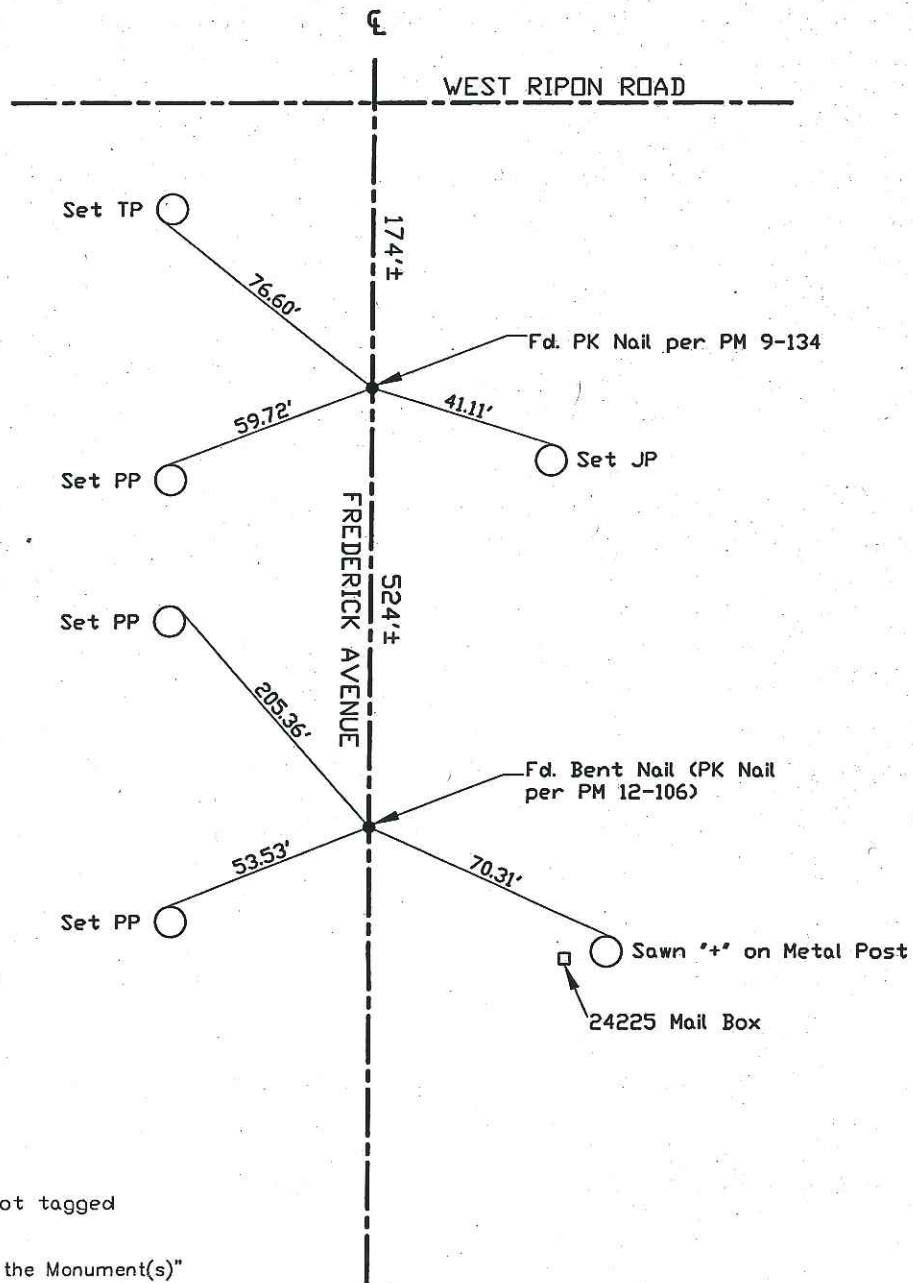 ℄
WEST RIPON ROAD
Set TP
174'±
76.60'
Fd. PK Nail per PM 9-134
59.72'
41.11'
Set PP
Set JP
FREDERICK AVENUE
524'±
Set PP
205.36'
Fd. Bent Nail (PK Nail
per PM 12-106)
53.53'
70.31'
Set PP
Sawn "+" on Metal Post
24225 Mail Box
ot tagged
the Monument(s)"